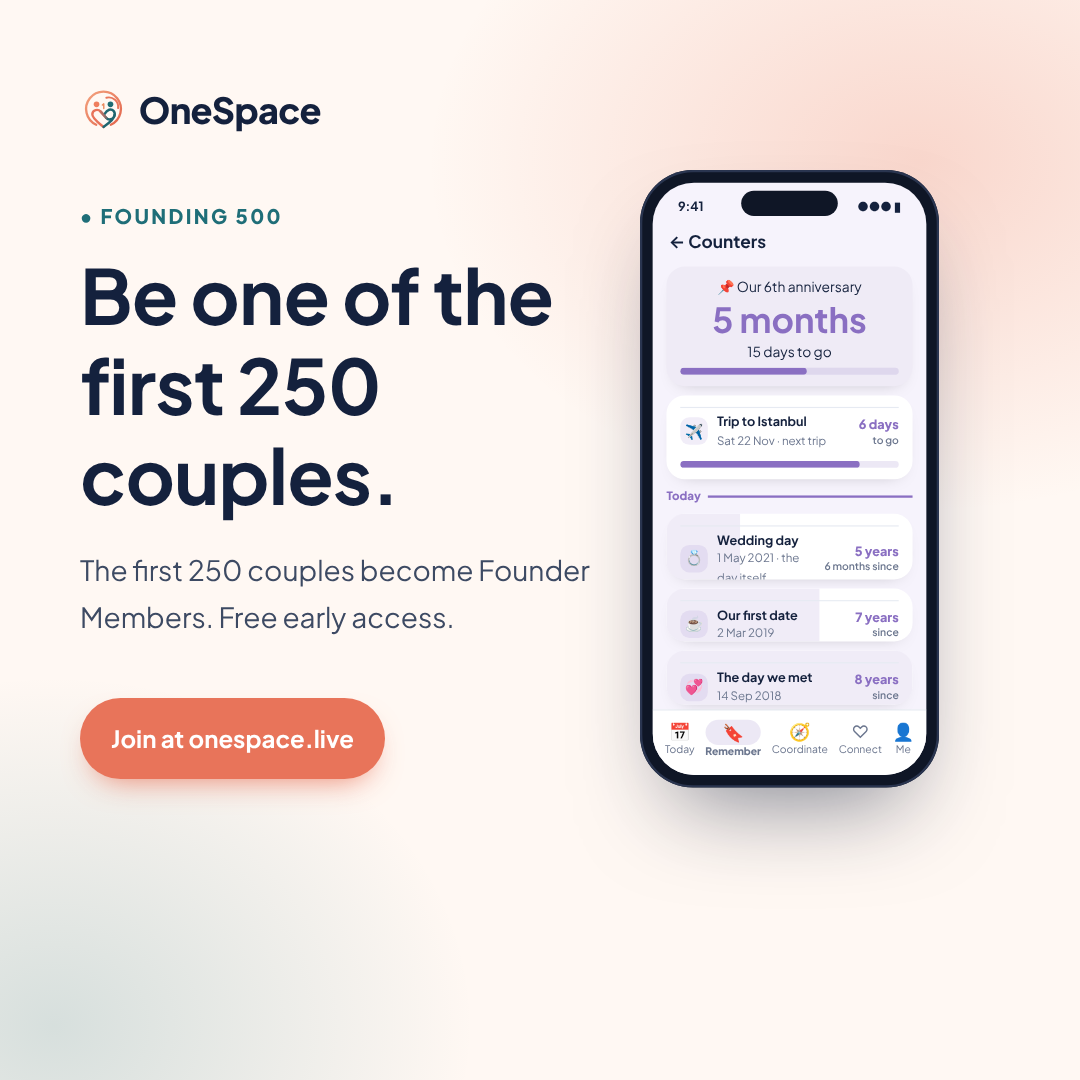 OneSpace
• FOUNDING 500
Be one of the
first 250
couples.
The first 250 couples become Founder
Members. Free early access.
Join at onespace.live
9:41
← Counters
📌 Our 6th anniversary
5 months
15 days to go
Trip to Istanbul
Sat 22 Nov · next trip
6 days
to go
Today
Wedding day
1 May 2021 · the
day itself
5 years
6 months since
Our first date
2 Mar 2019
7 years
since
The day we met
14 Sep 2018
8 years
since
Today
Remember
Coordinate
Connect
Me